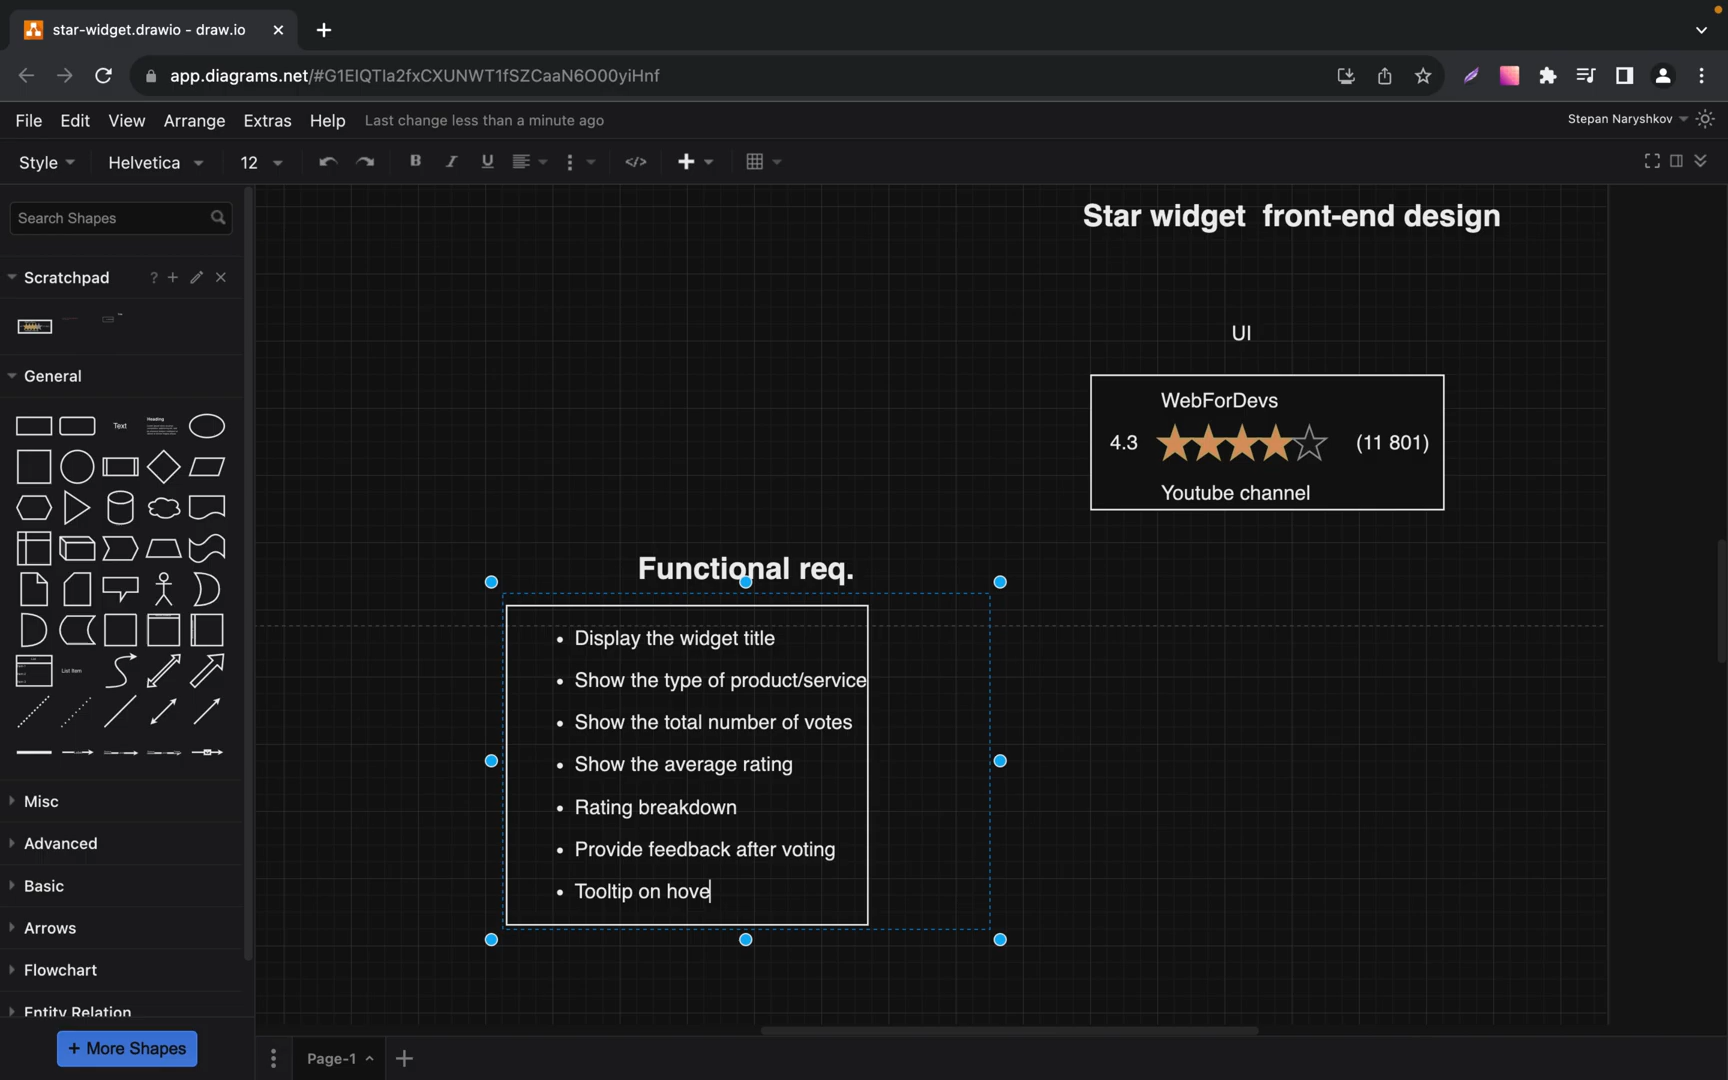 star-widget.drawio - draw.io
app.diagrams.net/#G1EIQTla2fxCXUNWT1fSZCaaN6O00yiHnf
File Edit View Arrange Extras Help Last change less than a minute ago
Stepan Naryshkov
Style Helvetica 12
Search Shapes
Scratchpad
General
Text
Heading
List Item
Misc
Advanced
Basic
Arrows
Flowchart
Entity Relation
+ More Shapes
Star widget front-end design
UI
WebForDevs
4.3 (11 801)
Youtube channel
Functional req.
• Display the widget title
• Show the type of product/service
• Show the total number of votes
• Show the average rating
• Rating breakdown
• Provide feedback after voting
• Tooltip on hove
Page-1